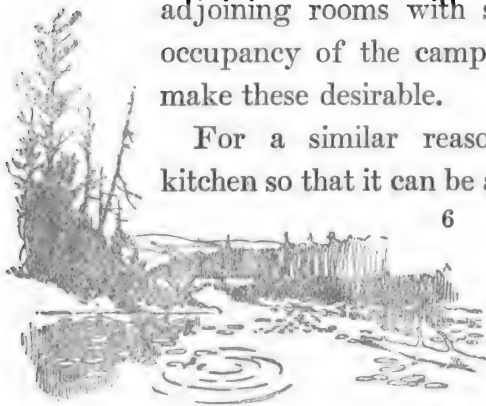 adjoining rooms with
occupancy of the camp
make these desirable.
For a similar
kitchen so that it can be
6